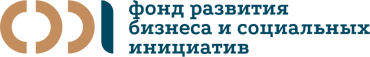 фонд развития
бизнеса и социальных
инициатив